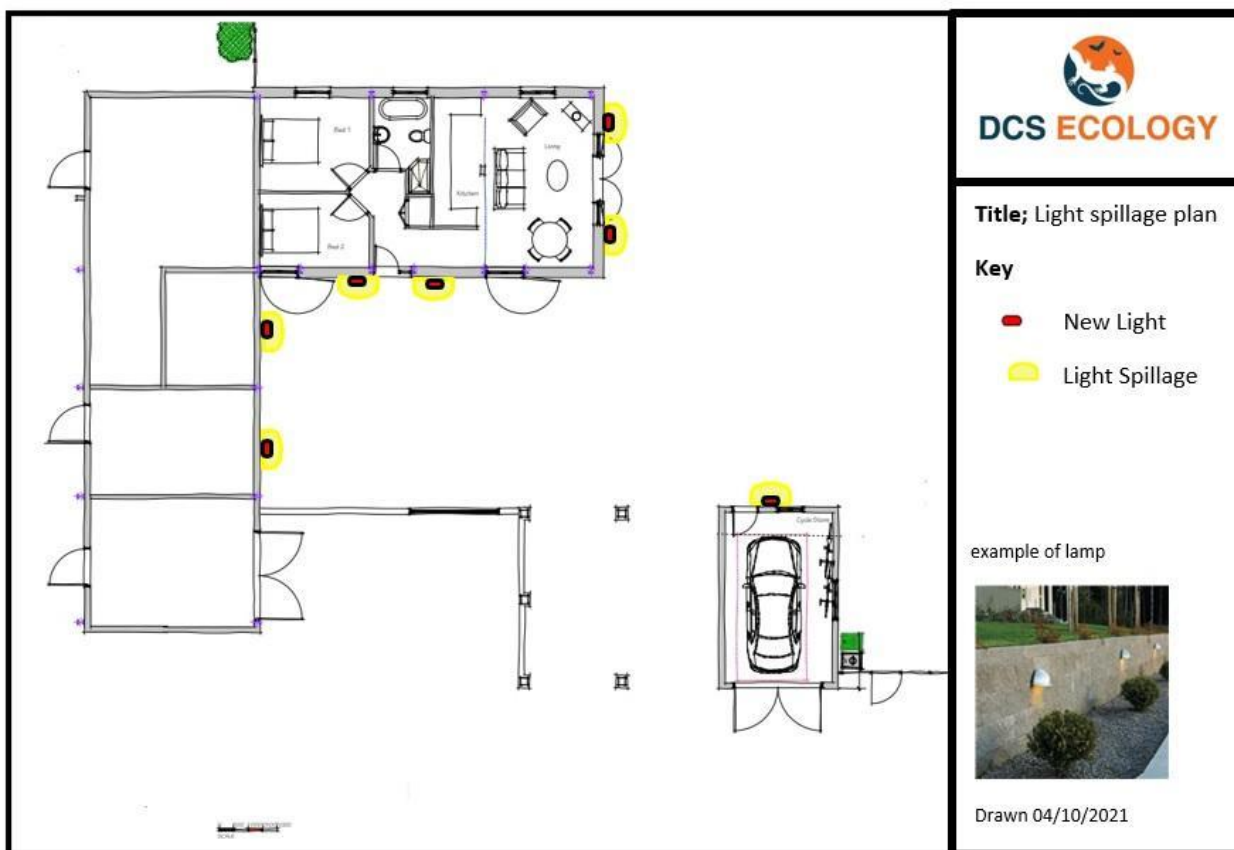 DCS ECOLOGY
Title; Light spillage plan
Key
New Light
Light Spillage
example of lamp
Drawn 04/10/2021
Bed 1
Living
Kitchen
Bed 2
Cycle Store
SCALE